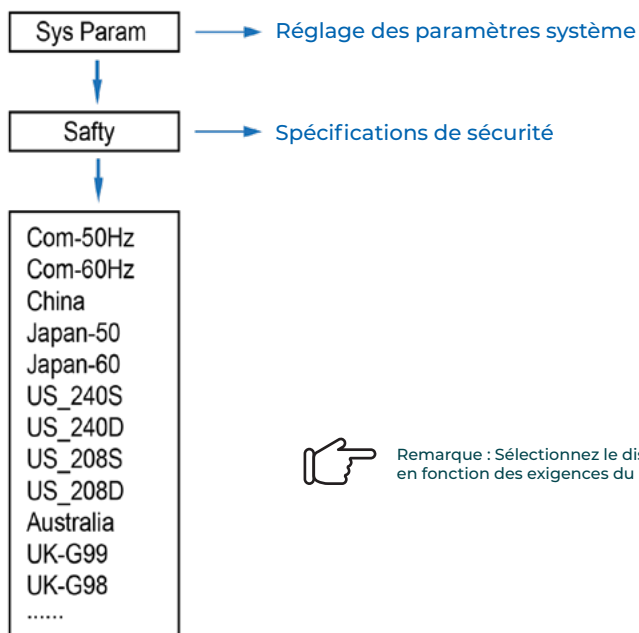 Sys Param
Réglage des paramètres système
Safty
Spécifications de sécurité
Com-50Hz
Com-60Hz
China
Japan-50
Japan-60
US_240S
US_240D
US_208S
US_208D
Australia
UK-G99
UK-G98
......
Remarque : Sélectionnez le
en fonction des exigences du